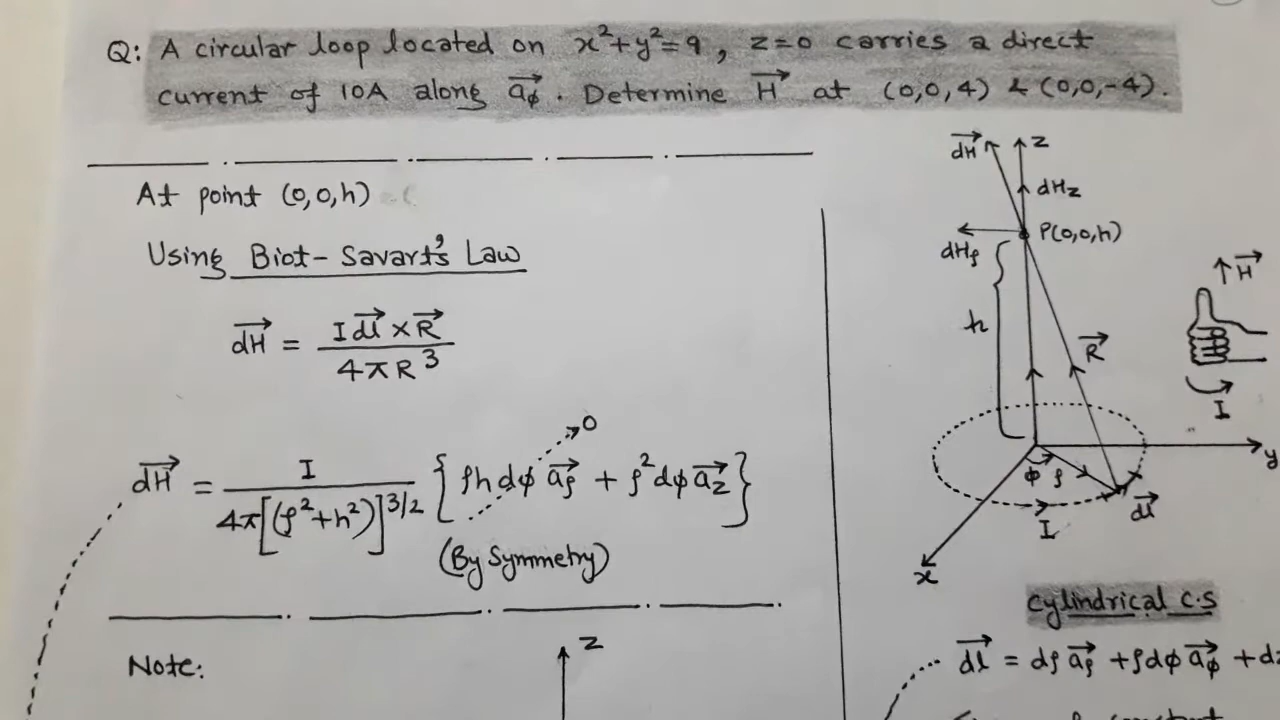 Q: A circular loop located on x²+y²=9, z=0 carries a direct
current of 10A along a⃗ᵩ. Determine H⃗ at (0,0,4) & (0,0,-4).
At point (0,0,h)
Using Biot-Savart's Law
dH⃗ = I dl⃗ × R⃗ / 4πR³
dH⃗ = I / 4π[(ρ²+h²)]^3/2 {ρh dφ a⃗ρ + ρ² dφ a⃗z}
0
(By Symmetry)
Note:
z
dH⃗
z
dHz
P(0,0,h)
dHρ
h
R⃗
↑H⃗
I
y
φ
ρ
dl⃗
I
x
Cylindrical C.S
dl⃗ = dρ a⃗ρ + ρdφ a⃗φ + dz
constant